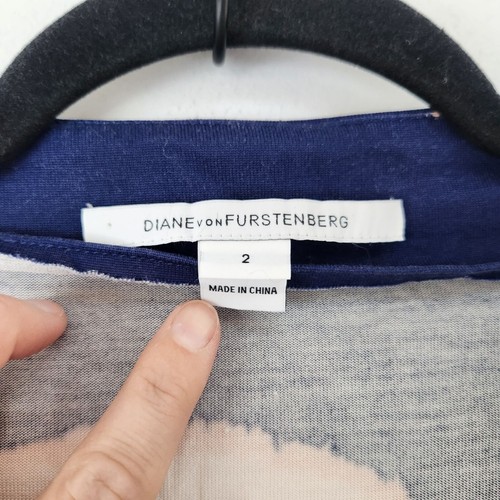 DIANE VON FURSTENBERG
2
MADE IN CHINA